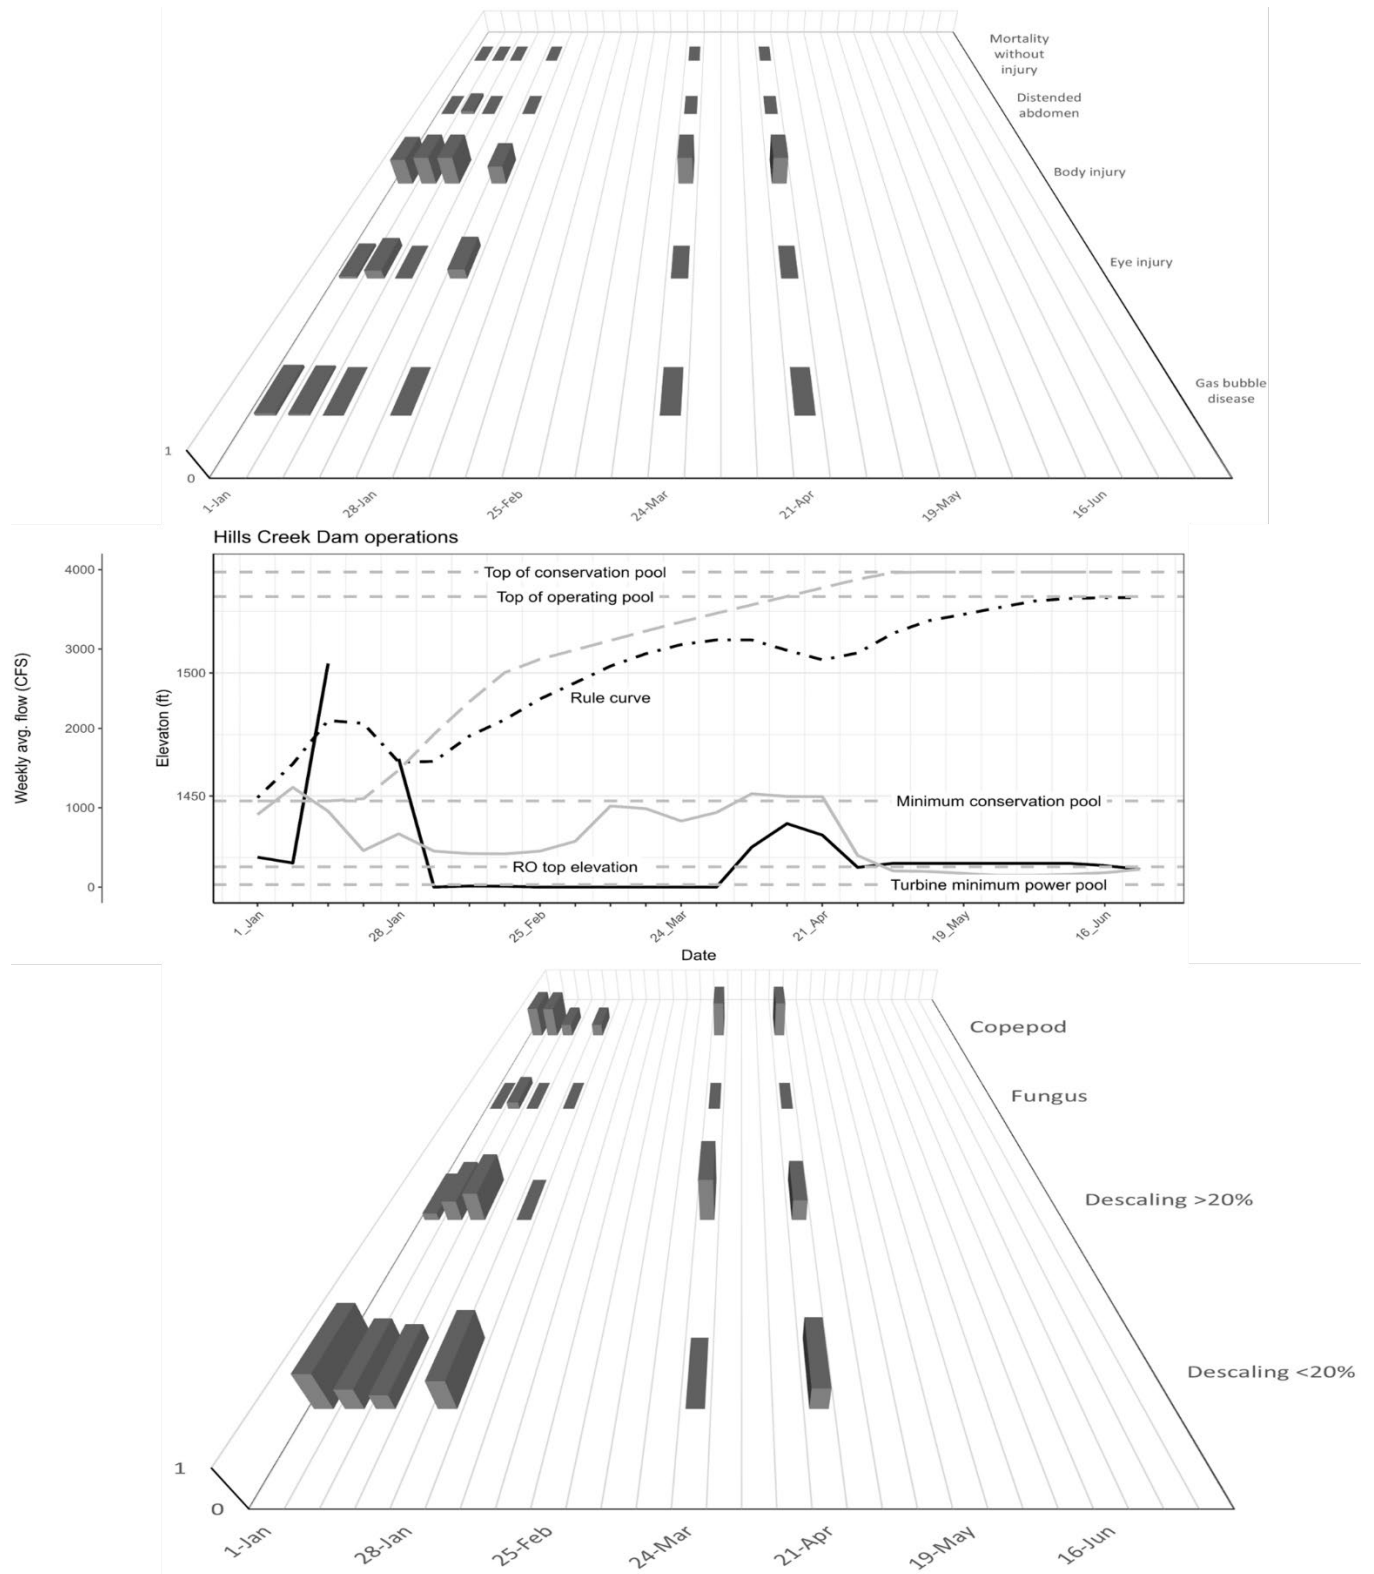 Mortality
without
injury
Distended
abdomen
Body injury
Eye injury
Gas bubble
disease
1
0
1-Jan
28-Jan
25-Feb
24-Mar
21-Apr
19-May
16-Jun
Hills Creek Dam operations
Weekly avg. flow (CFS)
4000
3000
2000
1000
0
Elevaton (ft)
1500
1450
Top of conservation pool
Top of operating pool
Rule curve
Minimum conservation pool
RO top elevation
Turbine minimum power pool
1_Jan
28_Jan
25_Feb
24_Mar
21_Apr
19_May
16_Jun
Date
Copepod
Fungus
Descaling >20%
Descaling <20%
1
0
1-Jan
28-Jan
25-Feb
24-Mar
21-Apr
19-May
16-Jun